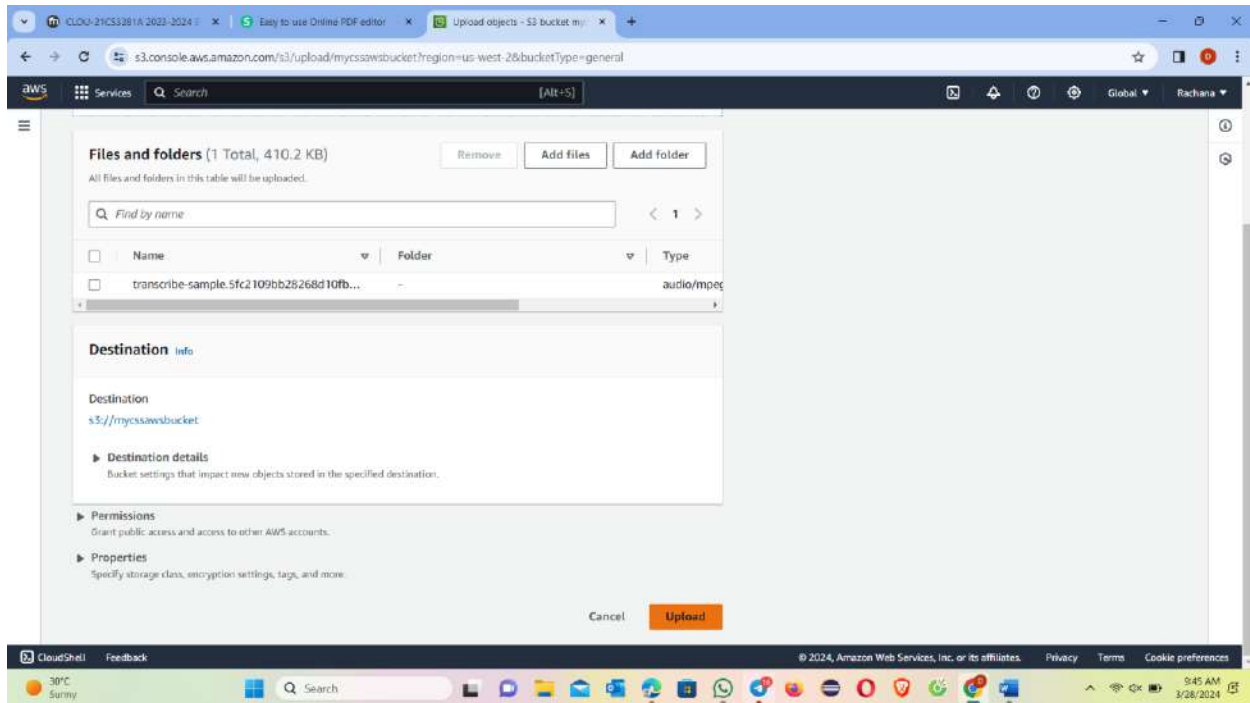 CLOU-21CS3281A 2023-2024
Easy to use Online PDF editor
Upload objects - S3 bucket my
s3.console.aws.amazon.com/s3/upload/mycssawsbucket?region=us-west-2&bucketType=general
aws
Services
Search
[Alt+S]
Global
Rachana
Files and folders (1 Total, 410.2 KB)
Remove
Add files
Add folder
All files and folders in this table will be uploaded.
Find by name
1
Name
Folder
Type
transcribe-sample.5fc2109bb28268d10fb...
-
audio/mpeg
Destination Info
Destination
s3://mycssawsbucket
Destination details
Bucket settings that impact new objects stored in the specified destination.
Permissions
Grant public access and access to other AWS accounts.
Properties
Specify storage class, encryption settings, tags, and more.
Cancel
Upload
CloudShell
Feedback
© 2024, Amazon Web Services, Inc. or its affiliates.
Privacy
Terms
Cookie preferences
30°C
Sunny
Search
9:45 AM
3/28/2024